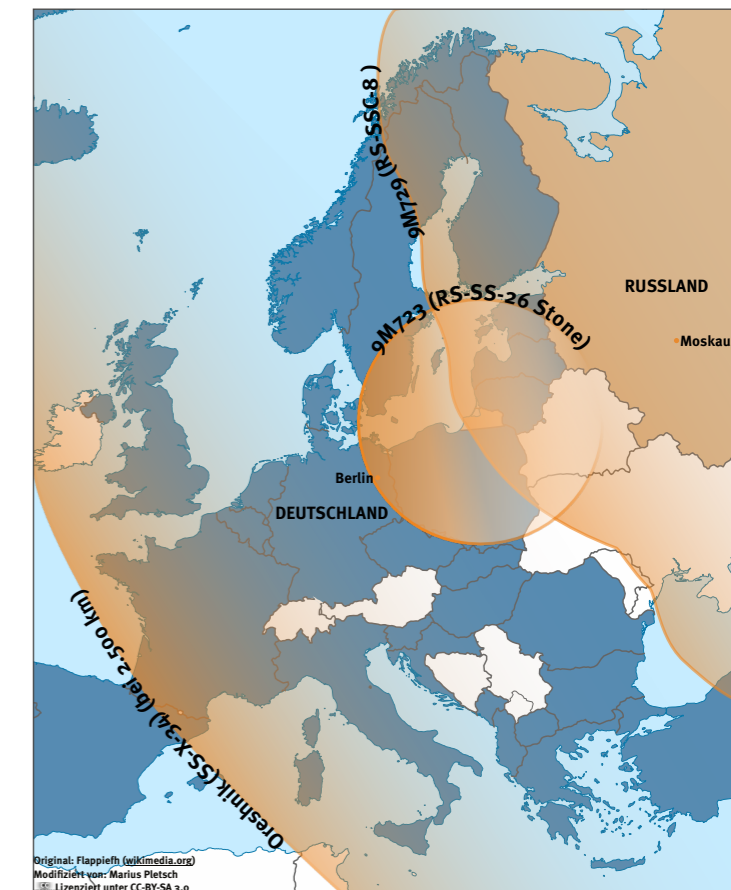 9M729 (RS-SSC-8 )
9M723 (RS-SS-26 Stone)
RUSSLAND
Moskau
Berlin
DEUTSCHLAND
Oreshnik (SS-X-34) (bei 2.500 km)
Original: Flappiefh (wikimedia.org)
Modifiziert von: Marius Pletsch
Lizenziert unter CC-BY-SA 3.0